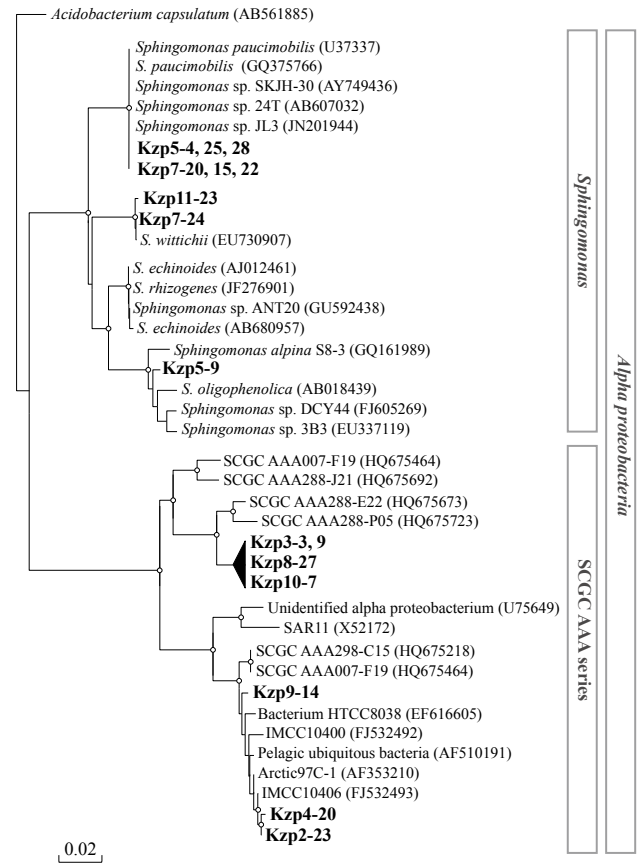 Acidobacterium capsulatum (AB561885)
Sphingomonas paucimobilis (U37337)
S. paucimobilis (GQ375766)
Sphingomonas sp. SKJH-30 (AY749436)
Sphingomonas sp. 24T (AB607032)
Sphingomonas sp. JL3 (JN201944)
Kzp5-4, 25, 28
Kzp7-20, 15, 22
Kzp11-23
Kzp7-24
S. wittichii (EU730907)
S. echinoides (AJ012461)
S. rhizogenes (JF276901)
Sphingomonas sp. ANT20 (GU592438)
S. echinoides (AB680957)
Sphingomonas alpina S8-3 (GQ161989)
Kzp5-9
S. oligophenolica (AB018439)
Sphingomonas sp. DCY44 (FJ605269)
Sphingomonas sp. 3B3 (EU337119)
SCGC AAA007-F19 (HQ675464)
SCGC AAA288-J21 (HQ675692)
SCGC AAA288-E22 (HQ675673)
SCGC AAA288-P05 (HQ675723)
Kzp3-3, 9
Kzp8-27
Kzp10-7
Unidentified alpha proteobacterium (U75649)
SAR11 (X52172)
SCGC AAA298-C15 (HQ675218)
SCGC AAA007-F19 (HQ675464)
Kzp9-14
Bacterium HTCC8038 (EF616605)
IMCC10400 (FJ532492)
Pelagic ubiquitous bacteria (AF510191)
Arctic97C-1 (AF353210)
IMCC10406 (FJ532493)
Kzp4-20
Kzp2-23
0.02
Sphingomonas
SCGC AAA series
Alpha proteobacteria